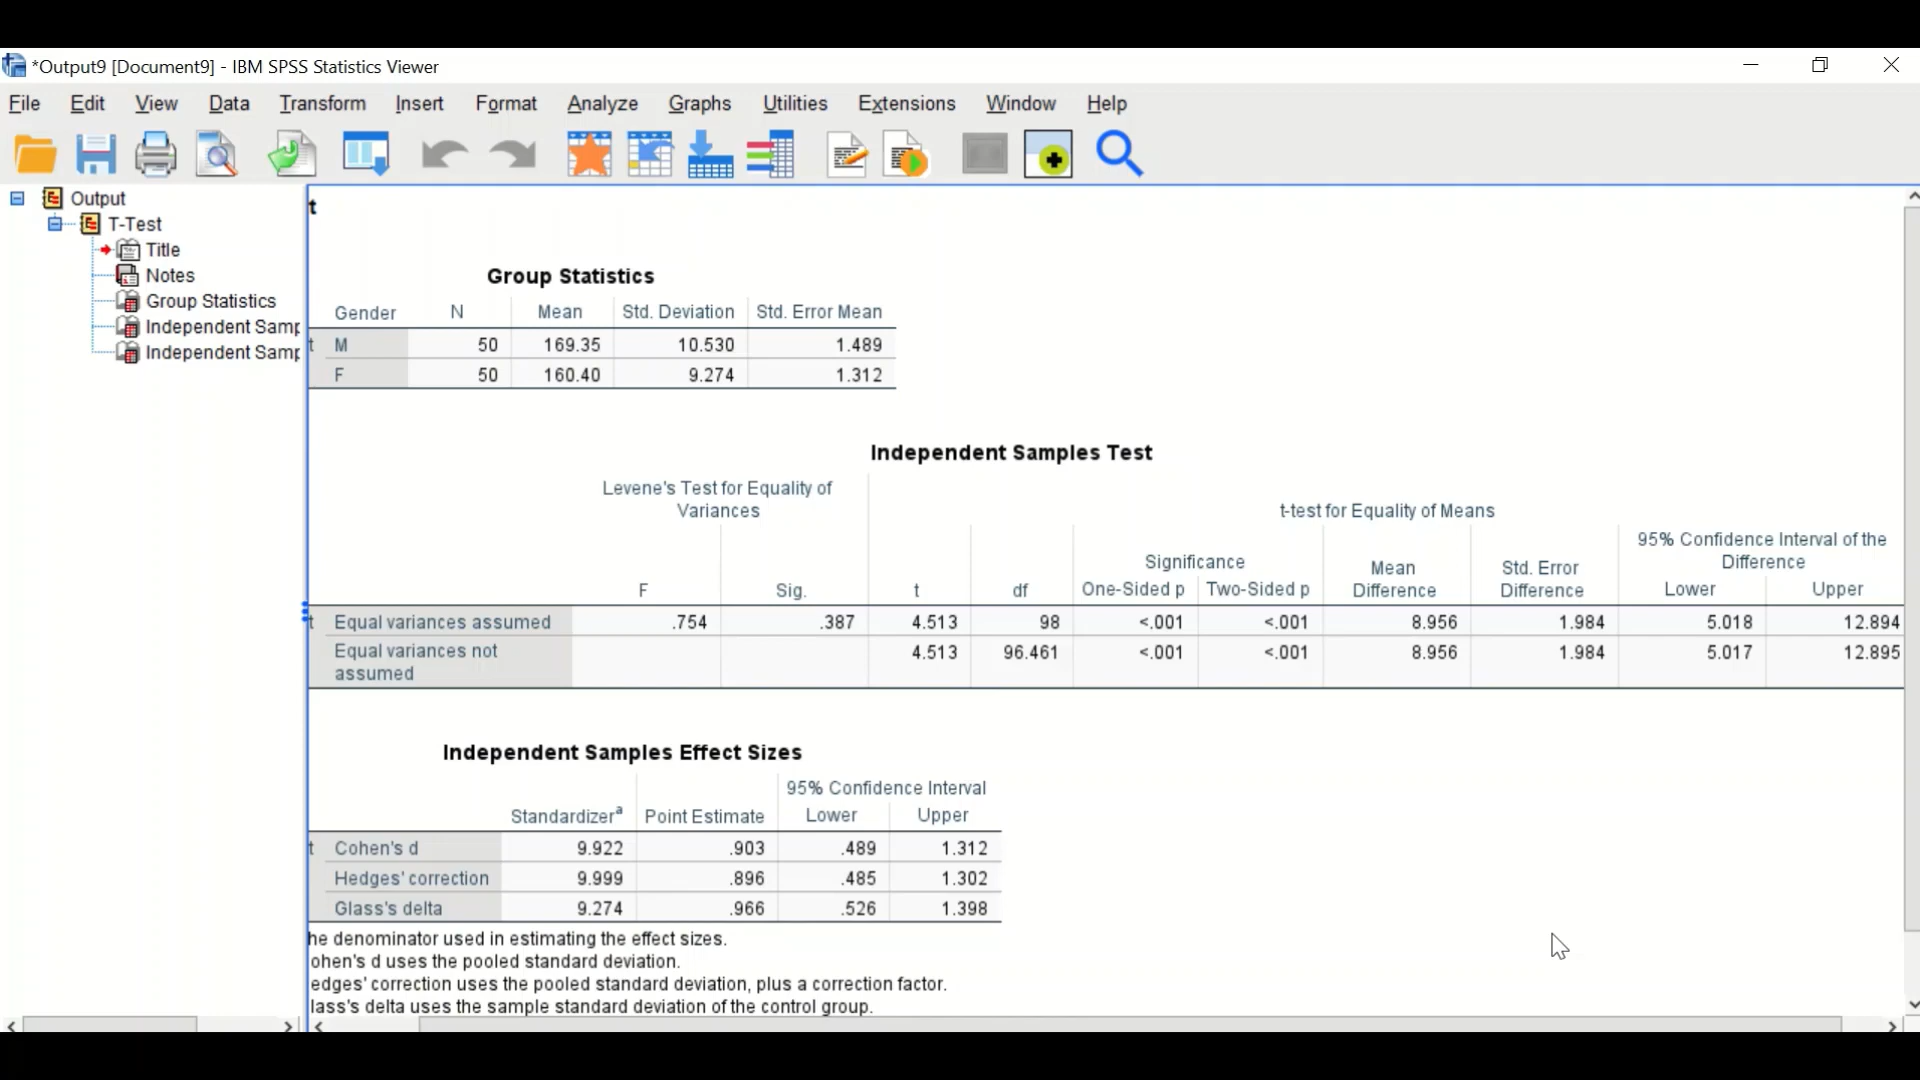 *Output9 [Document9] - IBM SPSS Statistics Viewer
File Edit View Data Transform Insert Format Analyze Graphs Utilities Extensions Window Help
Output
T-Test
Title
Notes
Group Statistics
Independent Samp
Independent Samp
t
Group Statistics
Gender N Mean Std. Deviation Std. Error Mean
t M 50 169.35 10.530 1.489
F 50 160.40 9.274 1.312
Independent Samples Test
Levene's Test for Equality of
Variances
t-test for Equality of Means
95% Confidence Interval of the
Difference
Significance
Mean
Difference
Std. Error
Difference
F Sig. t df One-Sided p Two-Sided p Lower Upper
t Equal variances assumed .754 .387 4.513 98 <.001 <.001 8.956 1.984 5.018 12.894
Equal variances not
assumed
4.513 96.461 <.001 <.001 8.956 1.984 5.017 12.895
Independent Samples Effect Sizes
95% Confidence Interval
Standardizer^a Point Estimate Lower Upper
t Cohen's d 9.922 .903 .489 1.312
Hedges' correction 9.999 .896 .485 1.302
Glass's delta 9.274 .966 .526 1.398
he denominator used in estimating the effect sizes.
ohen's d uses the pooled standard deviation.
edges' correction uses the pooled standard deviation, plus a correction factor.
lass's delta uses the sample standard deviation of the control group.